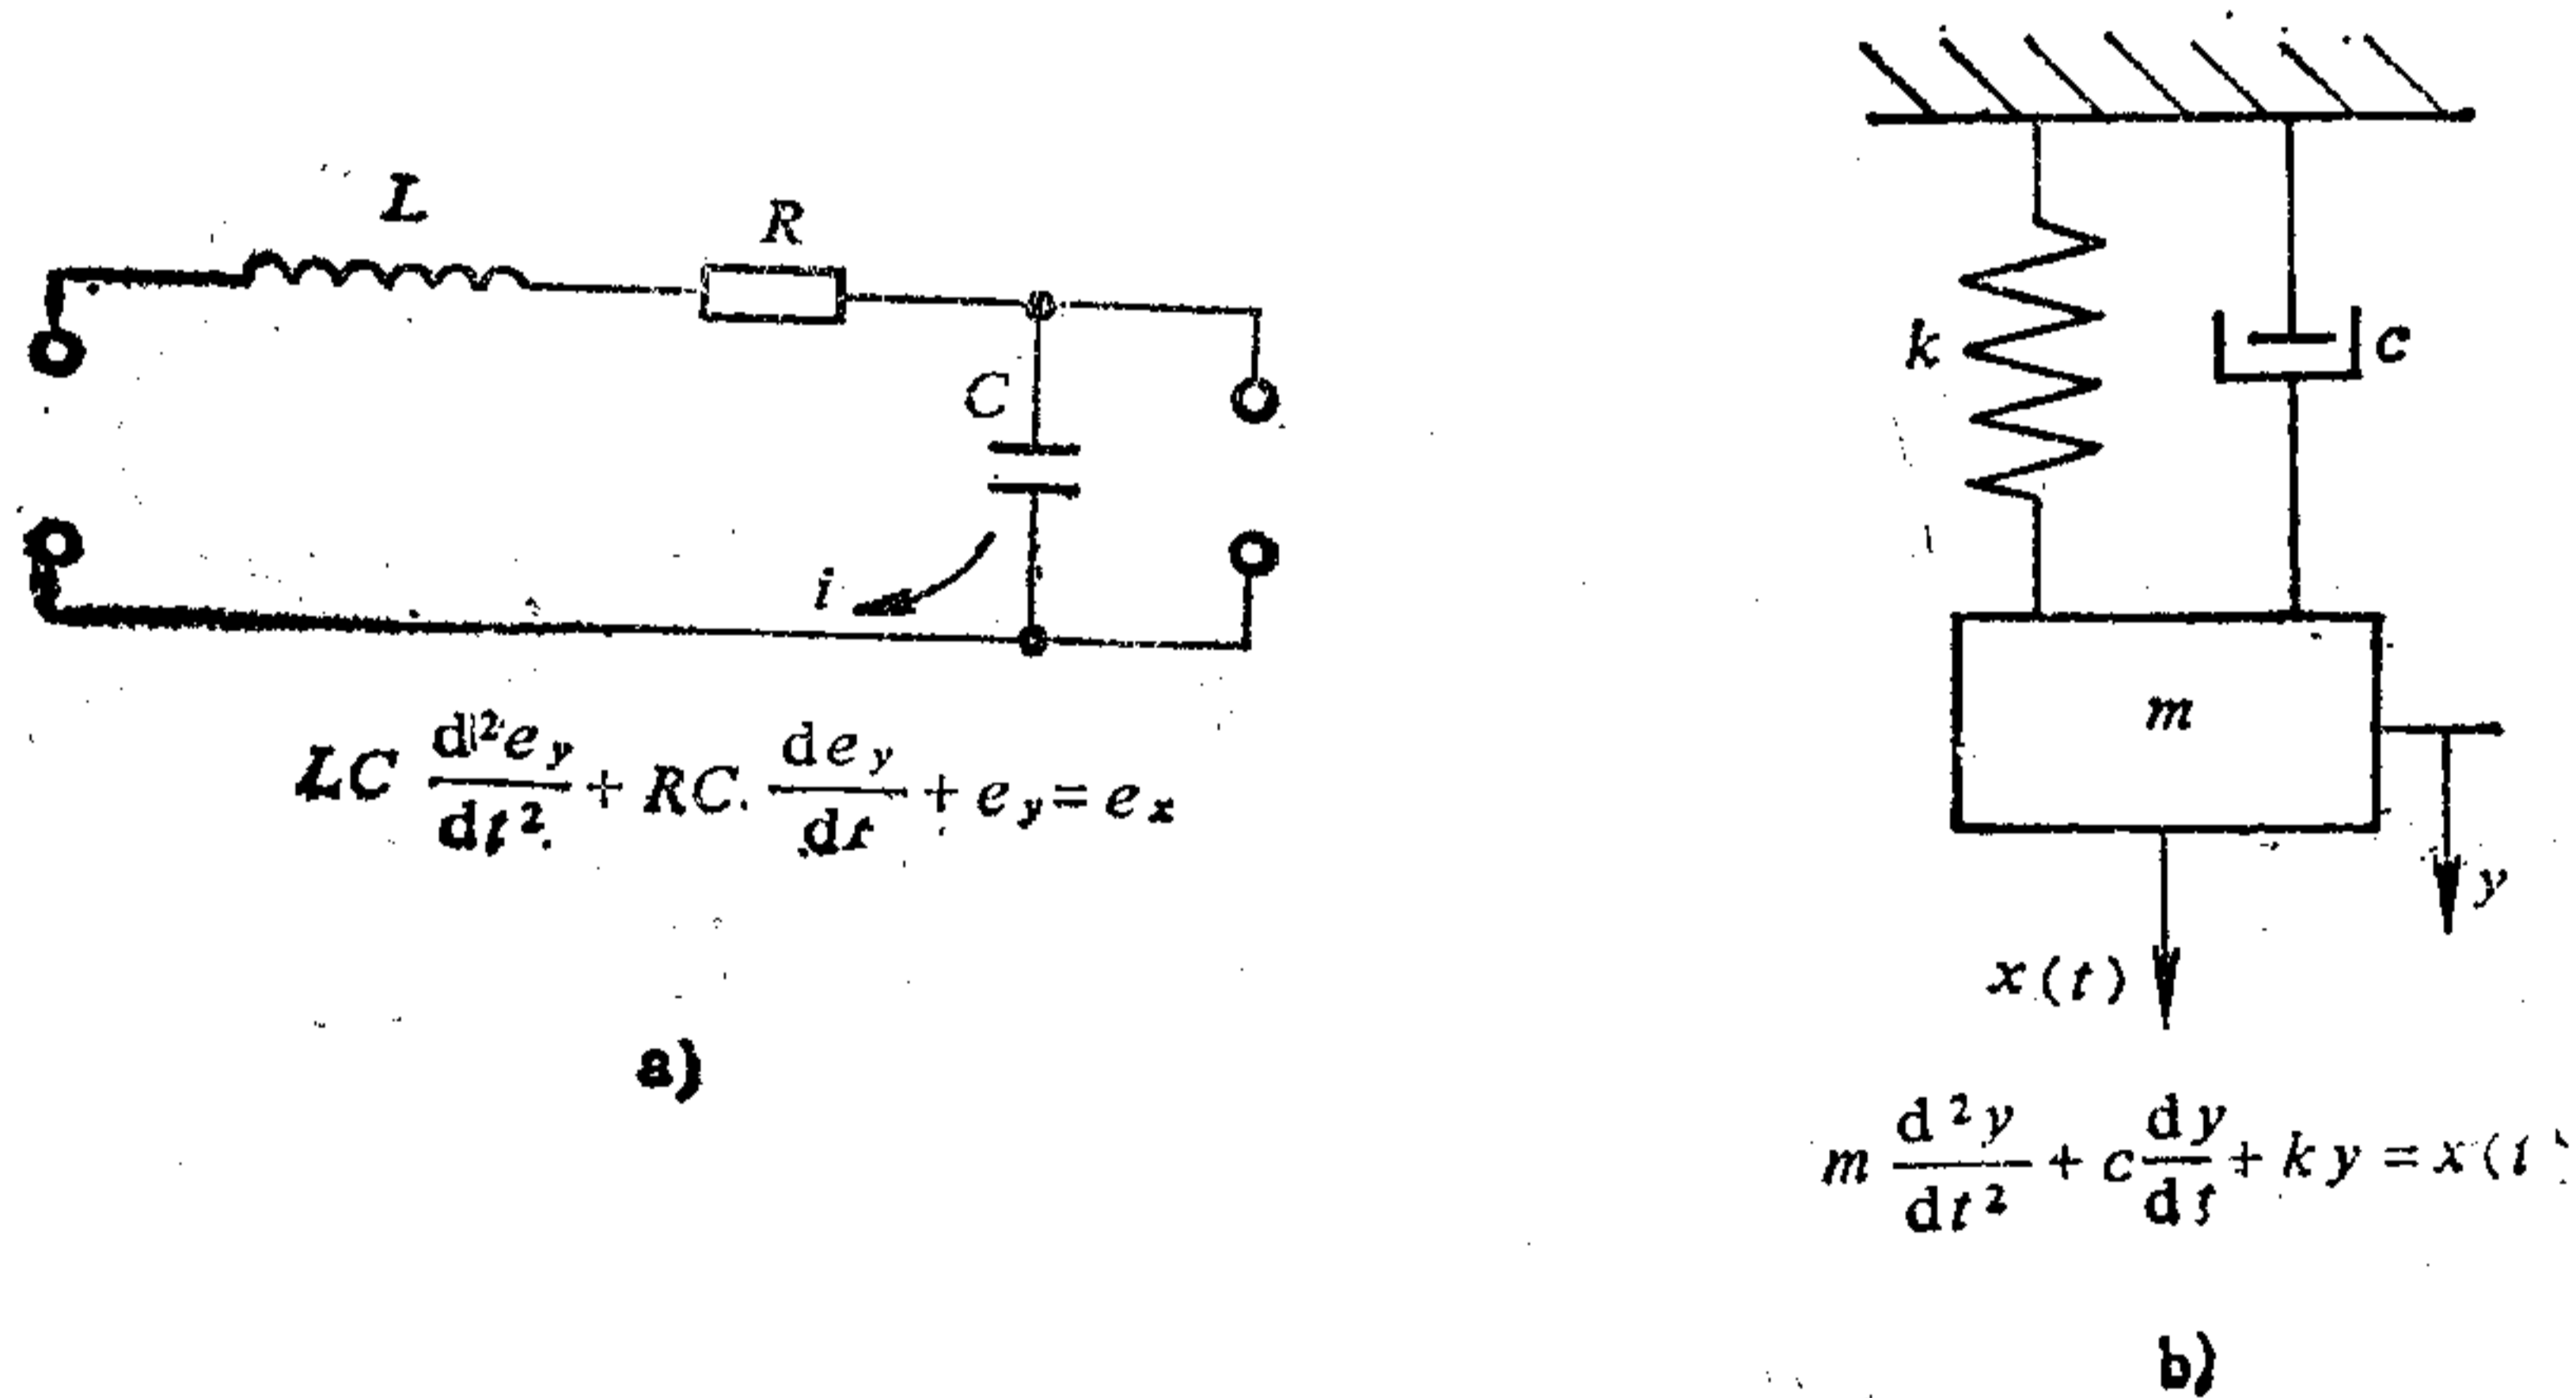 L
R
C
i
LC d²e_y/dt² + RC. de_y/dt + e_y = e_x
a)
k
c
m
y
x(t)
m d²y/dt² + c dy/dt + ky = x(t
b)